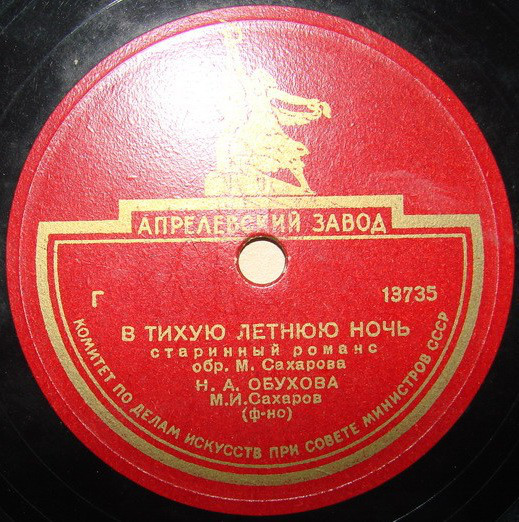 АПРЕЛЕВСКИЙ ЗАВОД
Г 13735
В ТИХУЮ ЛЕТНЮЮ НОЧЬ
старинный романс
обр. М. Сахарова
Н. А. ОБУХОВА
М.И.Сахаров
(ф-но)
КОМИТЕТ ПО ДЕЛАМ ИСКУССТВ ПРИ СОВЕТЕ МИНИСТРОВ СССР